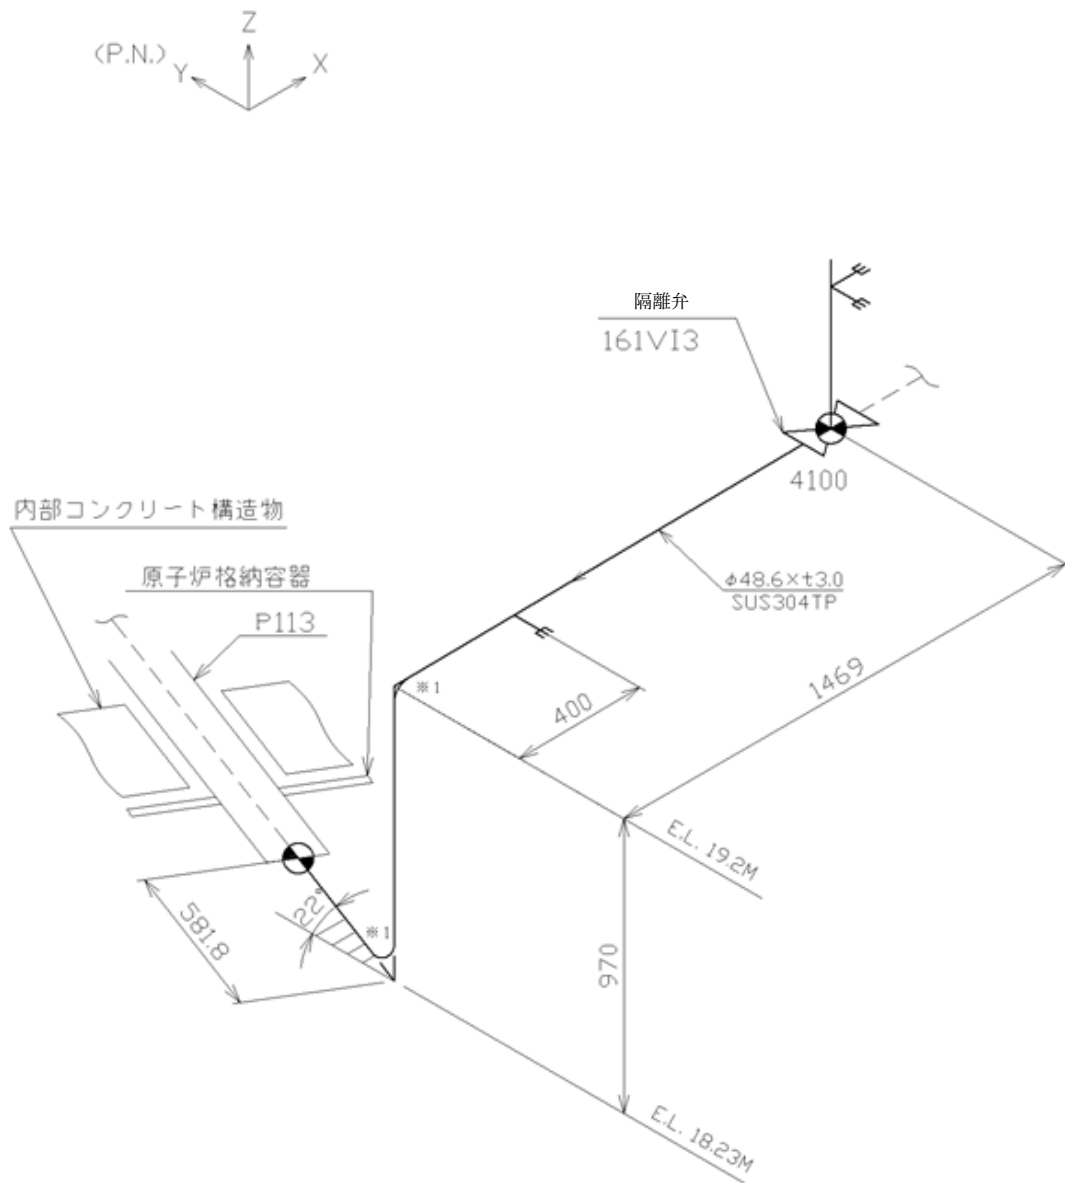 Z
(P.N.)
Y
X
隔離弁
161VI3
4100
内部コンクリート構造物
原子炉格納容器
φ48.6×t3.0
SUS304TP
P113
※1
1469
400
E.L. 19.2M
22°
※1
581.8
970
E.L. 18.23M